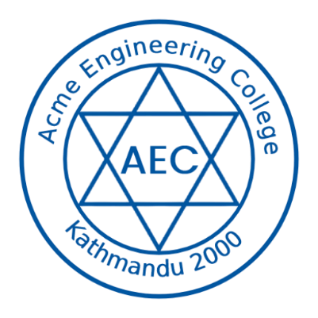 Acme Engineering College
AEC
Kathmandu 2000